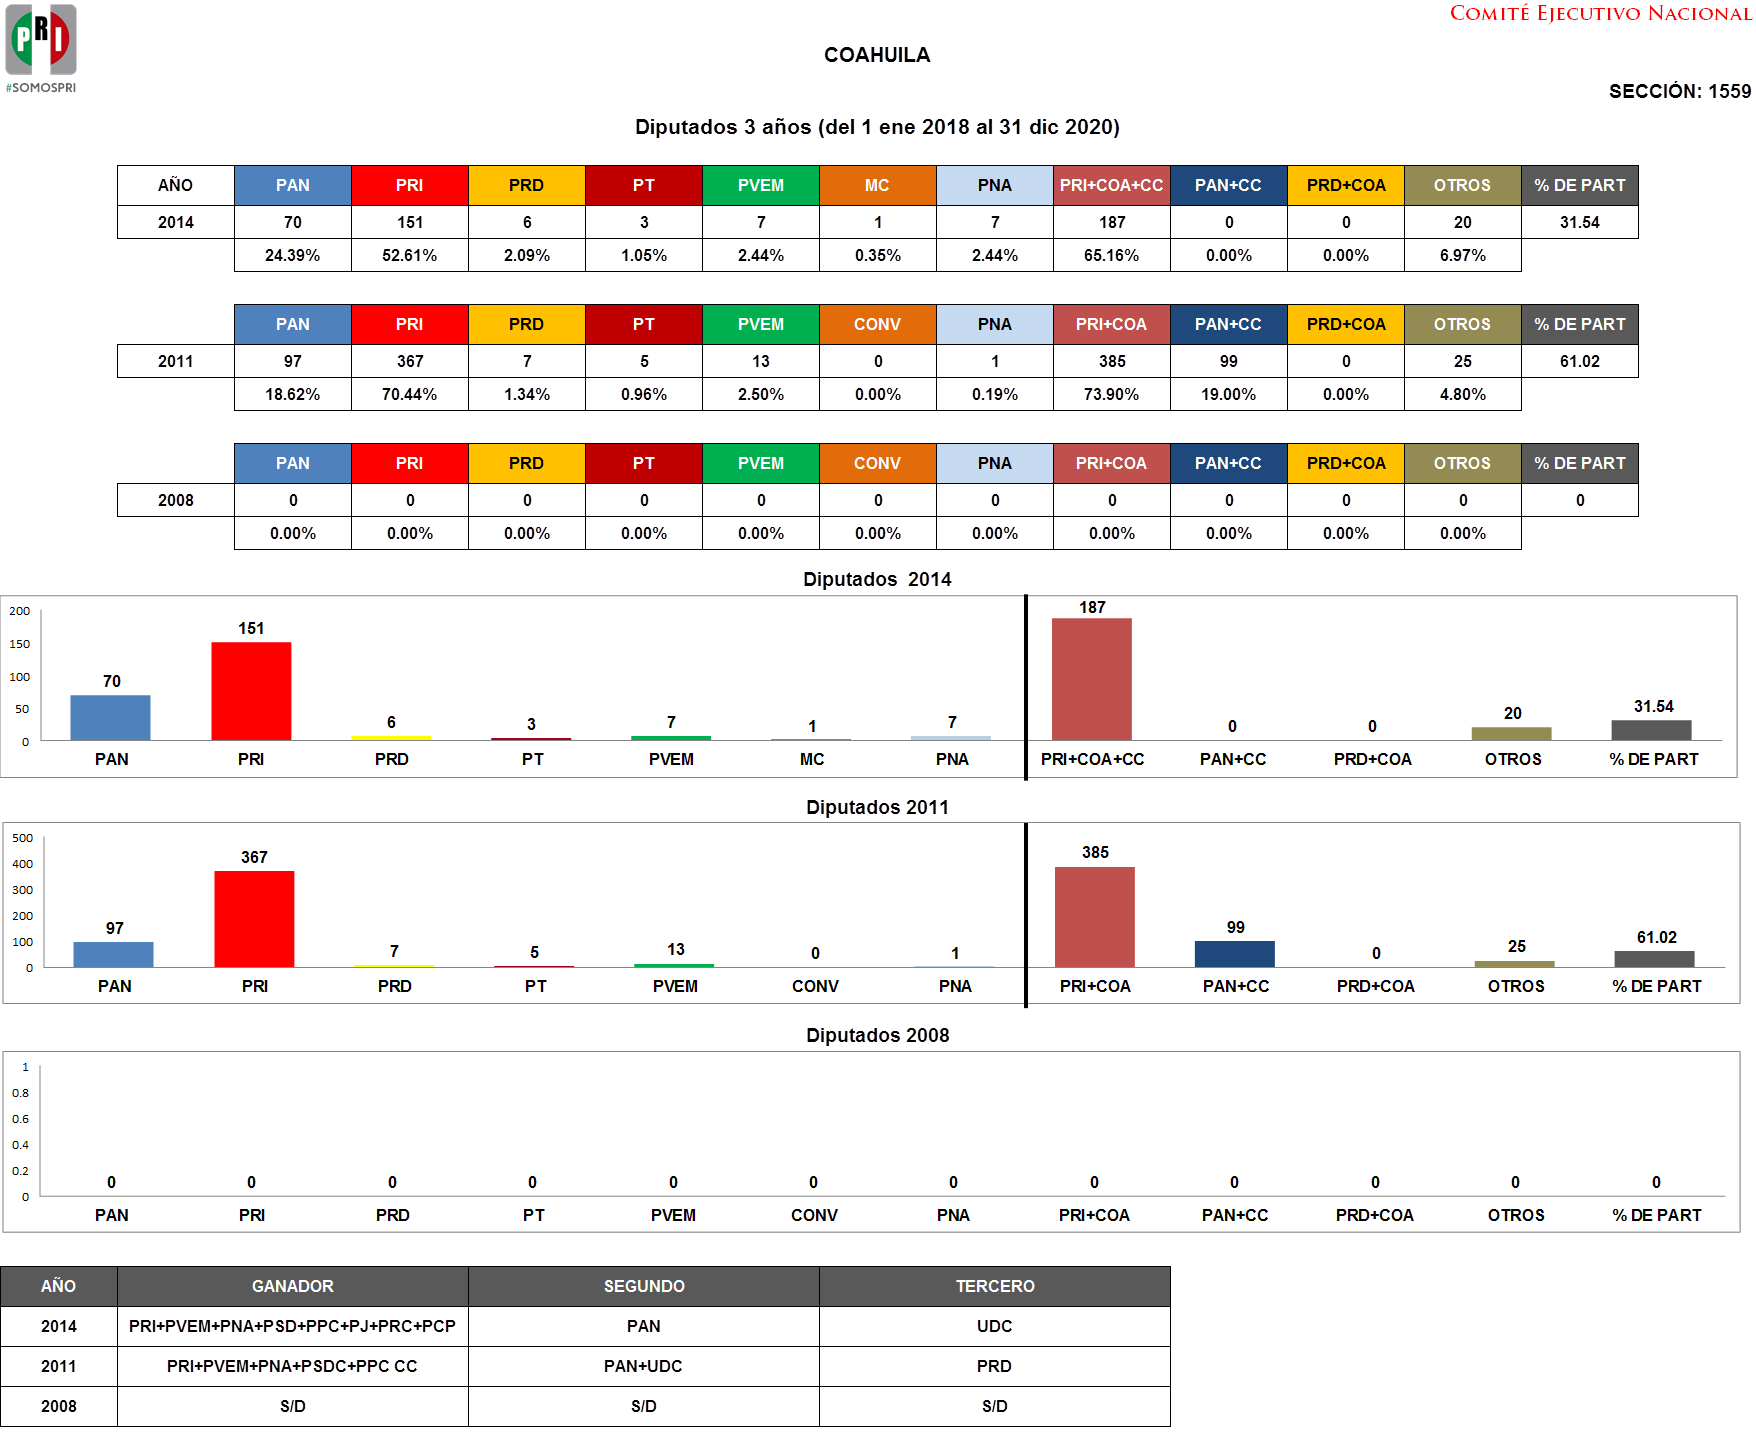 PRI
#SOMOSPRI
COMITÉ EJECUTIVO NACIONAL
COAHUILA
SECCIÓN: 1559
Diputados 3 años (del 1 ene 2018 al 31 dic 2020)
AÑO PAN PRI PRD PT PVEM MC PNA PRI+COA+CC PAN+CC PRD+COA OTROS % DE PART
2014 70 151 6 3 7 1 7 187 0 0 20 31.54
24.39% 52.61% 2.09% 1.05% 2.44% 0.35% 2.44% 65.16% 0.00% 0.00% 6.97%
PAN PRI PRD PT PVEM CONV PNA PRI+COA PAN+CC PRD+COA OTROS % DE PART
2011 97 367 7 5 13 0 1 385 99 0 25 61.02
18.62% 70.44% 1.34% 0.96% 2.50% 0.00% 0.19% 73.90% 19.00% 0.00% 4.80%
PAN PRI PRD PT PVEM CONV PNA PRI+COA PAN+CC PRD+COA OTROS % DE PART
2008 0 0 0 0 0 0 0 0 0 0 0 0
0.00% 0.00% 0.00% 0.00% 0.00% 0.00% 0.00% 0.00% 0.00% 0.00% 0.00%
Diputados 2014
200
150
100
50
0
70 151 6 3 7 1 7 187 0 0 20 31.54
PAN PRI PRD PT PVEM MC PNA PRI+COA+CC PAN+CC PRD+COA OTROS % DE PART
Diputados 2011
500
400
300
200
100
0
97 367 7 5 13 0 1 385 99 0 25 61.02
PAN PRI PRD PT PVEM CONV PNA PRI+COA PAN+CC PRD+COA OTROS % DE PART
Diputados 2008
1
0.8
0.6
0.4
0.2
0
0 0 0 0 0 0 0 0 0 0 0 0
PAN PRI PRD PT PVEM CONV PNA PRI+COA PAN+CC PRD+COA OTROS % DE PART
AÑO GANADOR SEGUNDO TERCERO
2014 PRI+PVEM+PNA+PSD+PPC+PJ+PRC+PCP PAN UDC
2011 PRI+PVEM+PNA+PSDC+PPC CC PAN+UDC PRD
2008 S/D S/D S/D